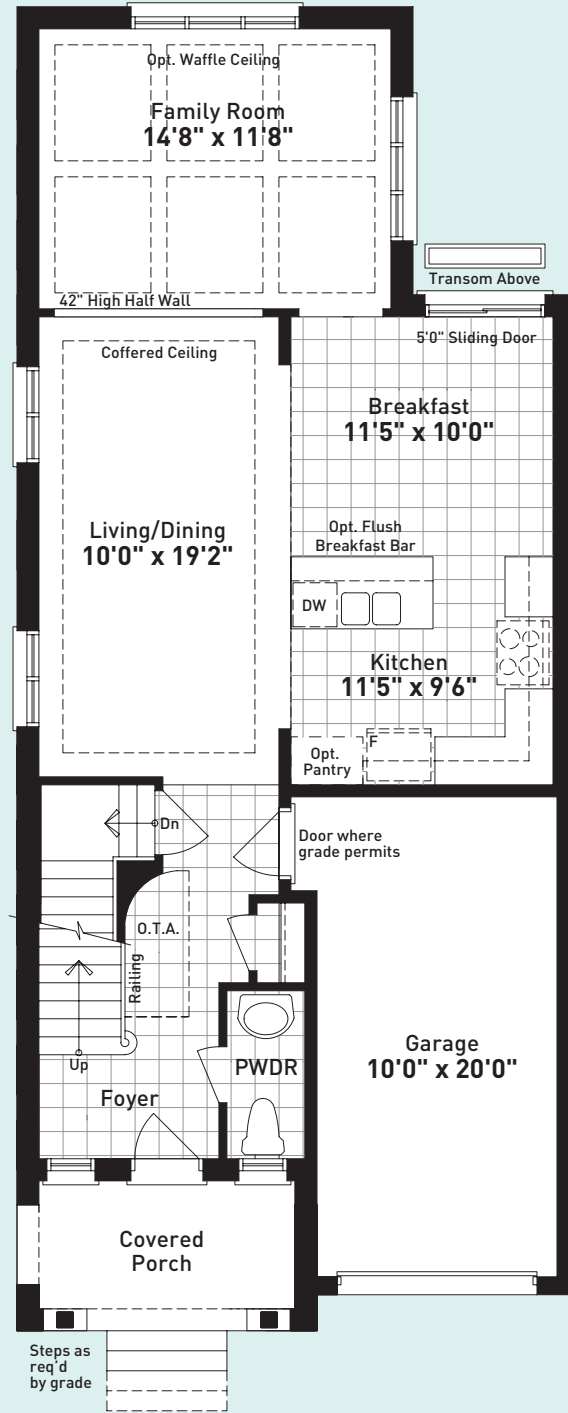 Opt. Waffle Ceiling
Family Room
14'8" x 11'8"
Transom Above
42" High Half Wall
5'0" Sliding Door
Coffered Ceiling
Breakfast
11'5" x 10'0"
Living/Dining
10'0" x 19'2"
Opt. Flush
Breakfast Bar
DW
Kitchen
11'5" x 9'6"
F
Opt.
Pantry
Dn
Door where
grade permits
O.T.A.
Railing
Up
PWDR
Foyer
Garage
10'0" x 20'0"
Covered
Porch
Steps as
req'd
by grade